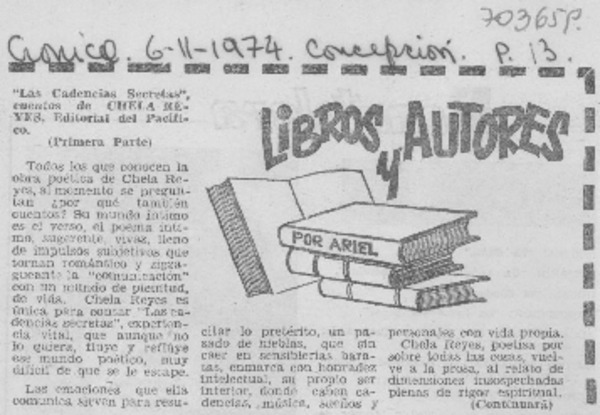 70365P.
Cronica. 6-11-1974. Concepción. P. 13.
"Las Cadencias Secretas",
cuentos de CHELA RE-
YES. Editorial del Pacífi-
co.
(Primera Parte)
LIBROS y AUTORES
POR ARIEL
Todos los que conocen la
obra poética de Chela Re-
yes, al momento se pregun-
tan ¿por qué también
cuentos? Su mundo íntimo
es el verso, el poema ínti-
mo, sugerente, vivaz, lleno
de impulsos subjetivos que
tornan romántico y zigza-
gueante la "comunicación"
con un mundo de plenitud,
de vida. Chela Reyes es
única para contar "Las ca-
dencias secretas", experien-
cia vital, que aunque no
lo quiera, fluye y refluye
ese mundo poético, muy
difícil de que se le escape.
Las emociones que ella
comunica sirven para resu-
citar lo pretérito, un pa-
sado de nieblas, que sin
caer en sensiblerías bara-
tas, enmarca con honradez
intelectual, su propio ser
interior, donde caben ca-
dencias, música, sueños y
personajes con vida propia.
Chela Reyes, poetisa por
sobre todas las cosas, vuel-
ve a la prosa, al relato de
dimensiones insospechadas
plenas de rigor espiritual.
(Continuará)